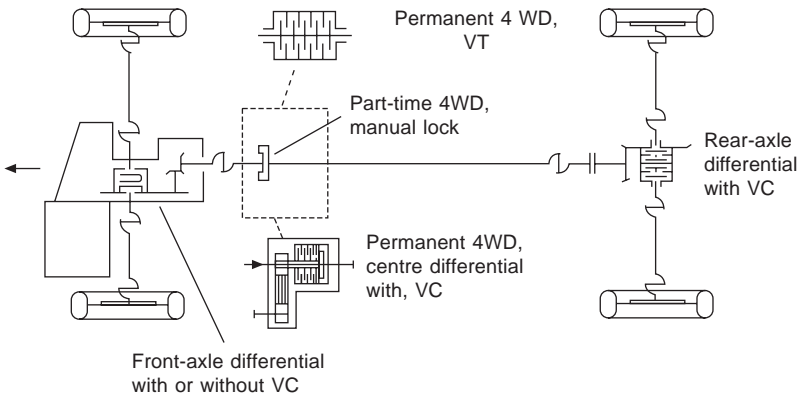 Permanent 4 WD,
VT
Part-time 4WD,
manual lock
Rear-axle
differential
with VC
Permanent 4WD,
centre differential
with, VC
Front-axle differential
with or without VC